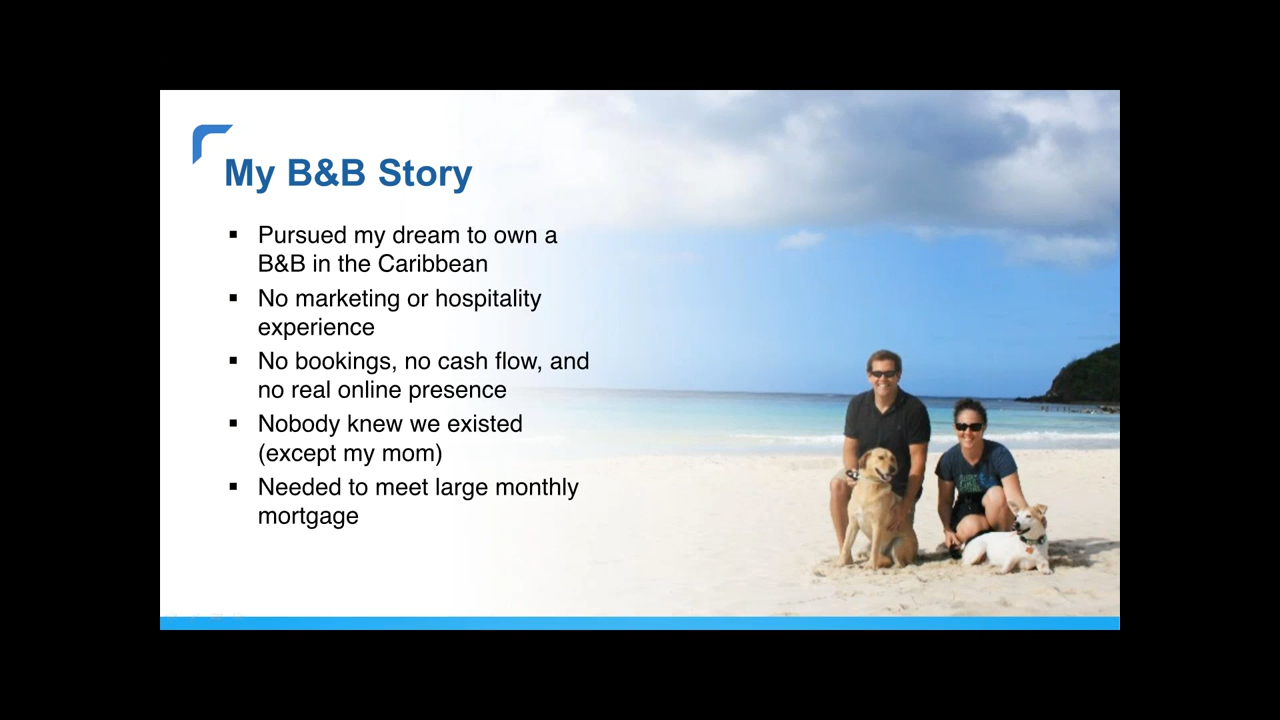 My B&B Story
▪ Pursued my dream to own a
B&B in the Caribbean
▪ No marketing or hospitality
experience
▪ No bookings, no cash flow, and
no real online presence
▪ Nobody knew we existed
(except my mom)
▪ Needed to meet large monthly
mortgage